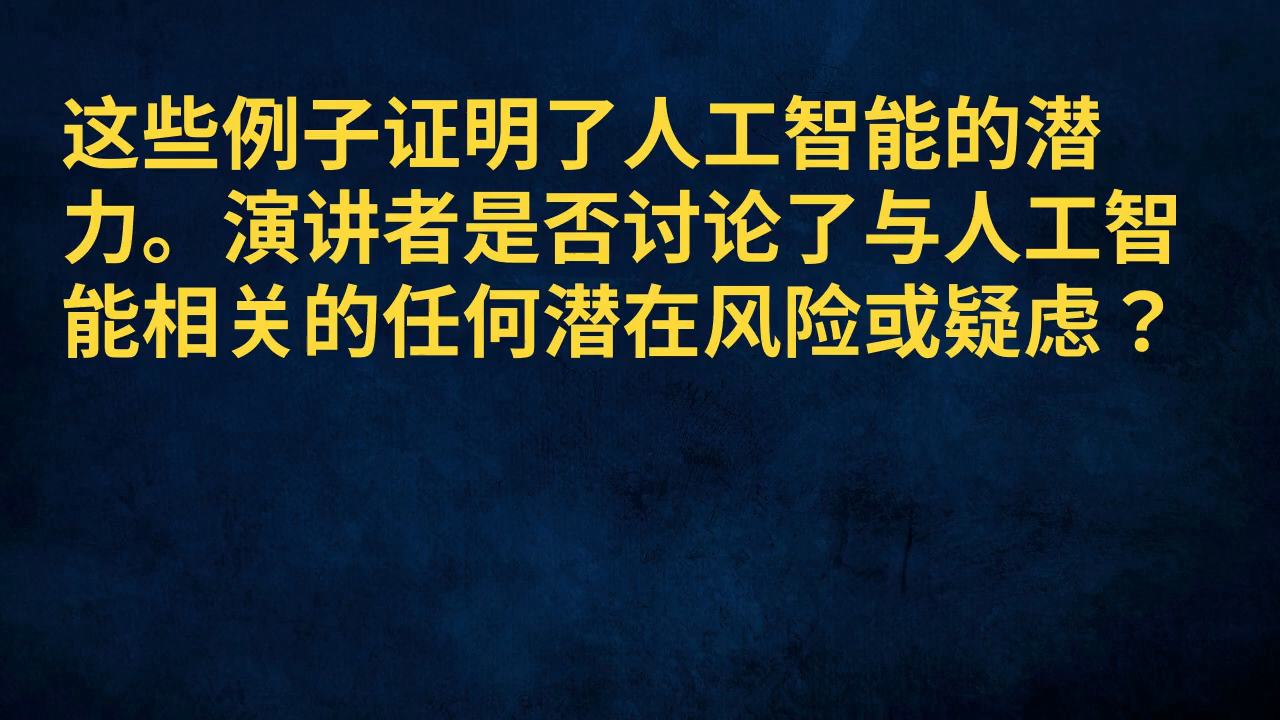 这些例子证明了人工智能的潜
力。演讲者是否讨论了与人工智
能相关的任何潜在风险或疑虑？